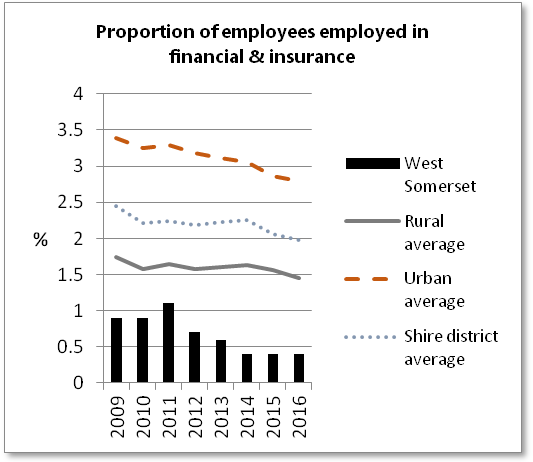 Proportion of employees employed in
financial & insurance
4
3.5
3
2.5
2
1.5
1
0.5
0
%
2009
2010
2011
2012
2013
2014
2015
2016
West
Somerset
Rural
average
Urban
average
Shire district
average